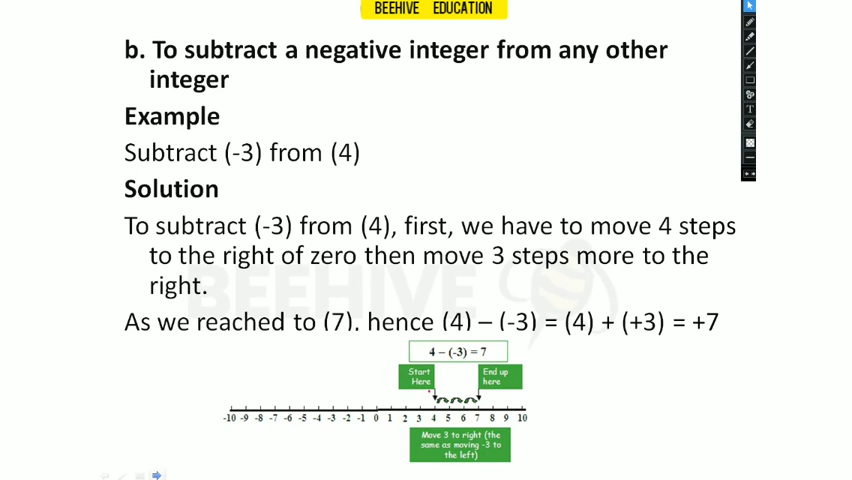 BEEHIVE EDUCATION
b. To subtract a negative integer from any other
integer
Example
Subtract (-3) from (4)
Solution
To subtract (-3) from (4), first, we have to move 4 steps
to the right of zero then move 3 steps more to the
right.
As we reached to (7), hence (4) – (-3) = (4) + (+3) = +7
4 – (-3) = 7
Start
Here
End up
here
-10 -9 -8 -7 -6 -5 -4 -3 -2 -1 0 1 2 3 4 5 6 7 8 9 10
Move 3 to right (the
same as moving -3 to
the left)
BEEHIVE
T